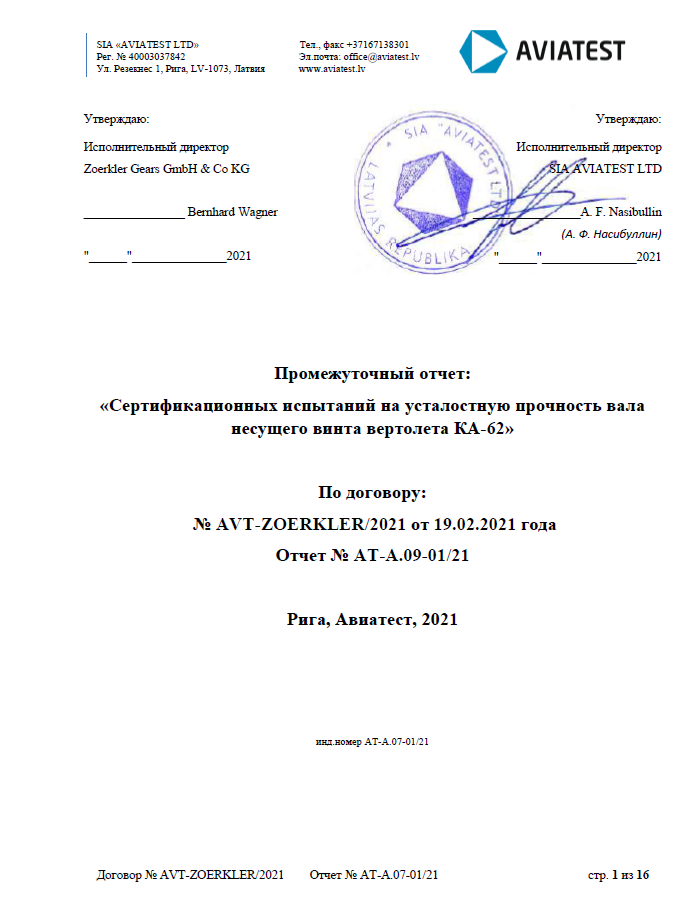 SIA «AVIATEST LTD»
Рег. № 40003037842
Ул. Резекнес 1, Рига, LV-1073, Латвия
Тел., факс +37167138301
Эл.почта: office@aviatest.lv
www.aviatest.lv
AVIATEST
Утверждаю:
Исполнительный директор
Zoerkler Gears GmbH & Co KG
________________ Bernhard Wagner
"______"_______________2021
Утверждаю:
Исполнительный директор
SIA AVIATEST LTD
_________________A. F. Nasibullin
(А. Ф. Насибуллин)
"______"_______________2021
SIA "AVIATEST LTD"
LATVIJAS REPUBLIKA
Промежуточный отчет:
«Сертификационных испытаний на усталостную прочность вала
несущего винта вертолета КА-62»
По договору:
№ AVT-ZOERKLER/2021 от 19.02.2021 года
Отчет № АТ-А.09-01/21
Рига, Авиатест, 2021
инд.номер АТ-А.07-01/21
Договор № AVT-ZOERKLER/2021 Отчет № АТ-А.07-01/21 стр. 1 из 16